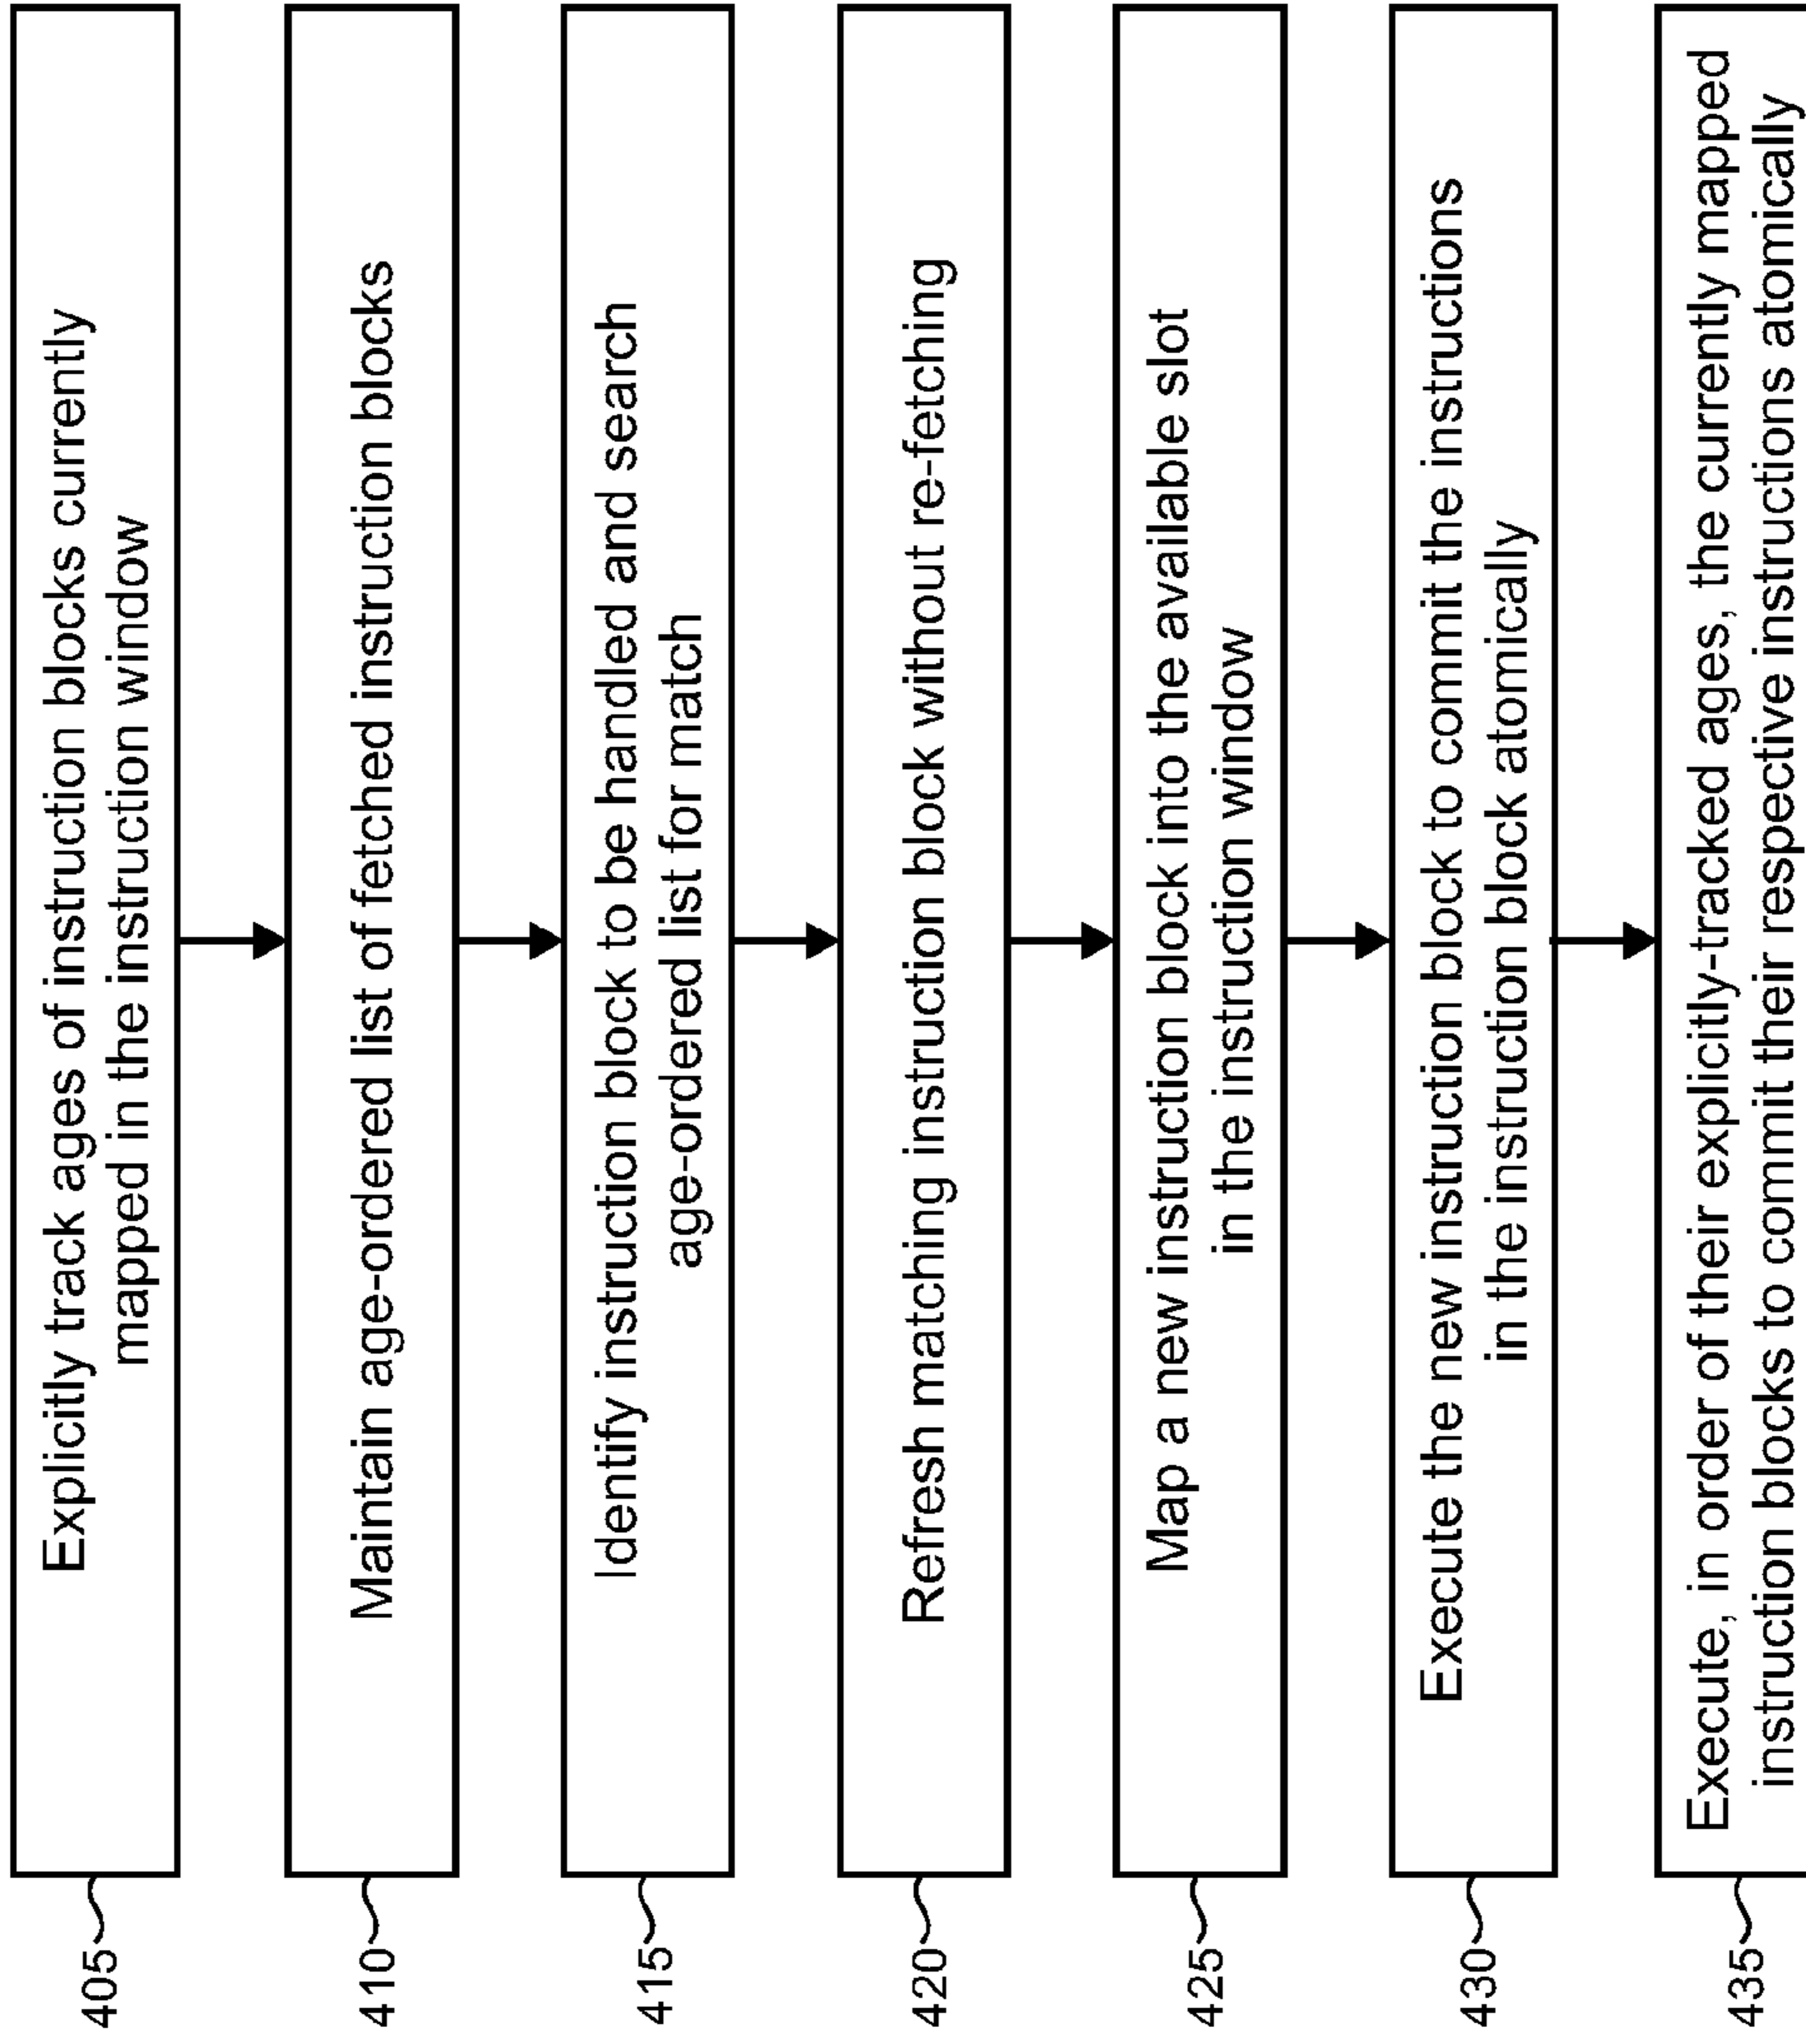 405
Explicitly track ages of instruction blocks currently
mapped in the instruction window
410
Maintain age-ordered list of fetched instruction blocks
415
Identify instruction block to be handled and search
age-ordered list for match
420
Refresh matching instruction block without re-fetching
425
Map a new instruction block into the available slot
in the instruction window
430
Execute the new instruction block to commit the instructions
in the instruction block atomically
435
Execute, in order of their explicitly-tracked ages, the currently mapped
instruction blocks to commit their respective instructions atomically